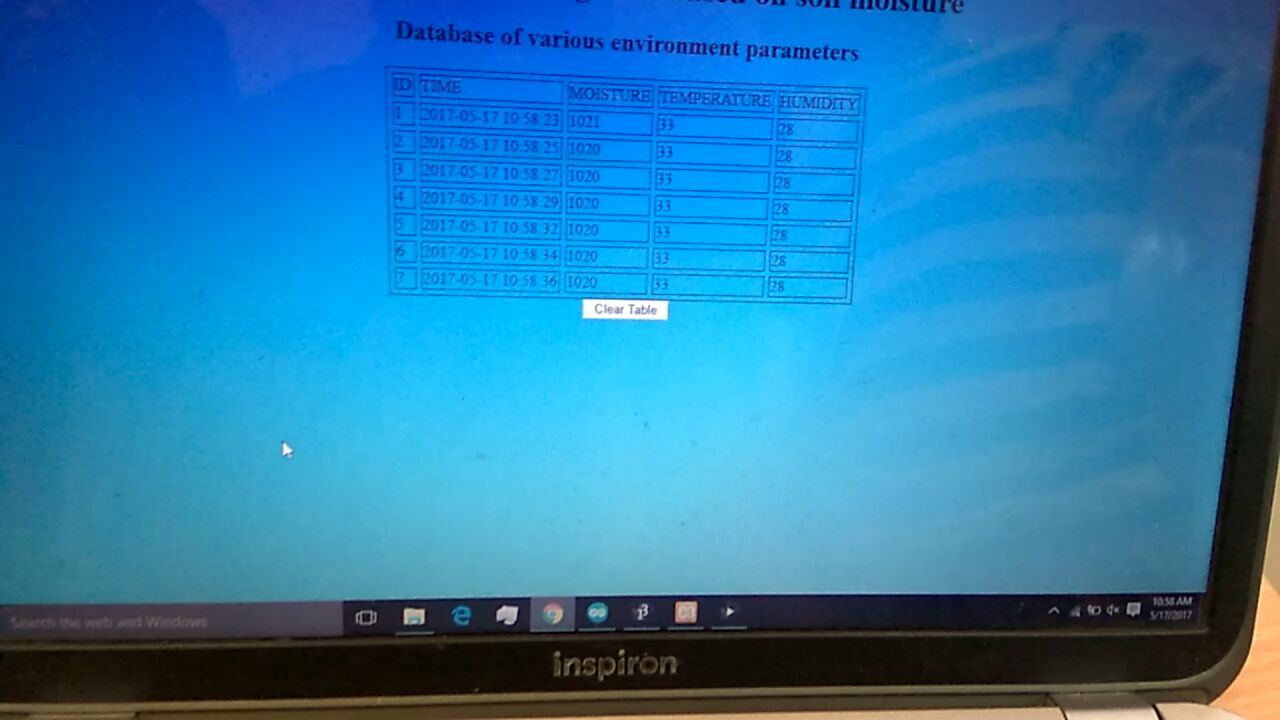 on soil moisture
Database of various environment parameters
ID TIME MOISTURE TEMPERATURE HUMIDITY
1 2017-05-17 10:58:23 1021 33 28
2 2017-05-17 10:58:25 1020 33 28
3 2017-05-17 10:58:27 1020 33 28
4 2017-05-17 10:58:29 1020 33 28
5 2017-05-17 10:58:32 1020 33 28
6 2017-05-17 10:58:34 1020 33 28
7 2017-05-17 10:58:36 1020 33 28
Clear Table
Search the web and Windows
10:58 AM
5/17/2017
inspiron